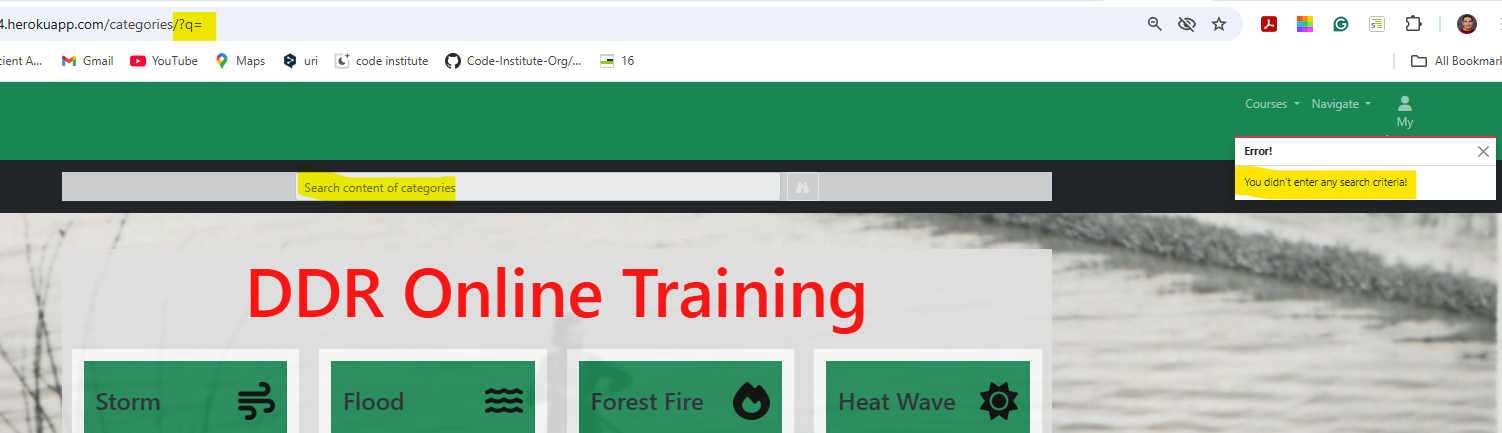 4.herokuapp.com/categories/?q=
cient A... Gmail YouTube Maps uri code institute Code-Institute-Org/... 16 All Bookmark
Courses Navigate
My
Error!
You didn't enter any search criteria!
Search content of categories
DDR Online Training
Storm Flood Forest Fire Heat Wave